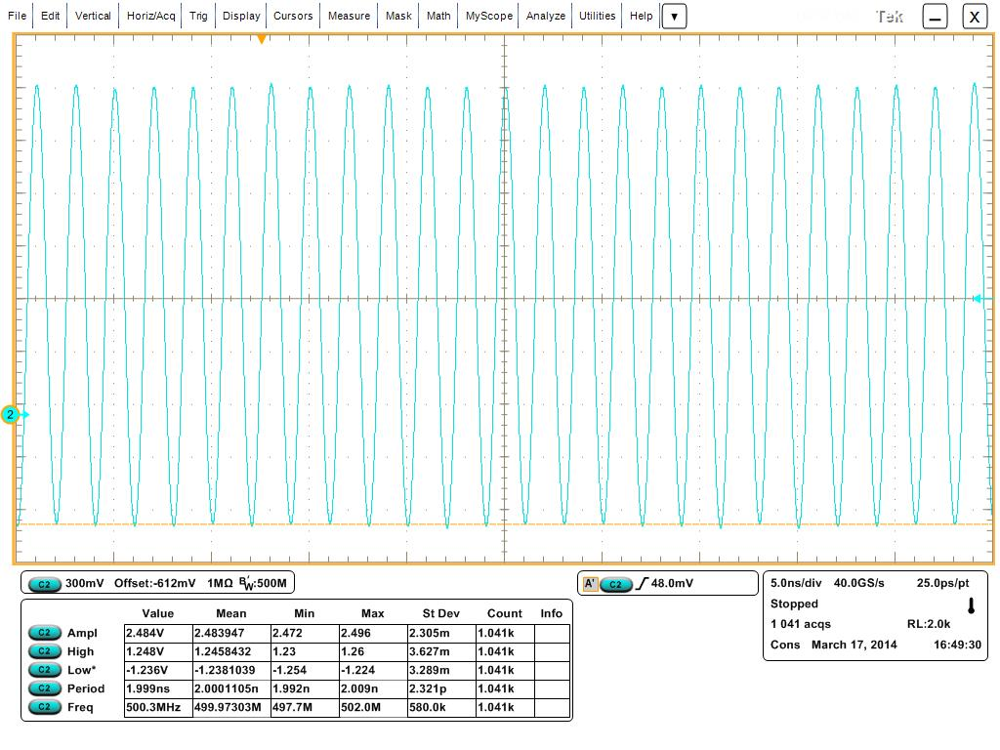 File Edit Vertical Horiz/Acq Trig Display Cursors Measure Mask Math MyScope Analyze Utilities Help Tek X
2
C2 300mV Offset:-612mV 1MΩ BW:500M
A' C2 48.0mV
5.0ns/div 40.0GS/s 25.0ps/pt
Stopped
1 041 acqs RL:2.0k
Cons March 17, 2014 16:49:30
Value Mean Min Max St Dev Count Info
C2 Ampl 2.484V 2.483947 2.472 2.496 2.305m 1.041k
C2 High 1.248V 1.2458432 1.23 1.26 3.627m 1.041k
C2 Low* -1.236V -1.2381039 -1.254 -1.224 3.289m 1.041k
C2 Period 1.999ns 2.0001105n 1.992n 2.009n 2.321p 1.041k
C2 Freq 500.3MHz 499.97303M 497.7M 502.0M 580.0k 1.041k